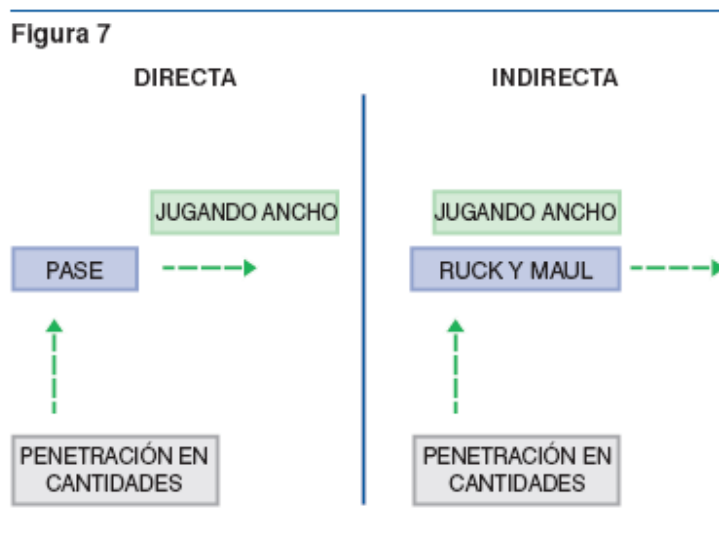 Figura 7
DIRECTA
JUGANDO ANCHO
PASE
PENETRACIÓN EN
CANTIDADES
INDIRECTA
JUGANDO ANCHO
RUCK Y MAUL
PENETRACIÓN EN
CANTIDADES